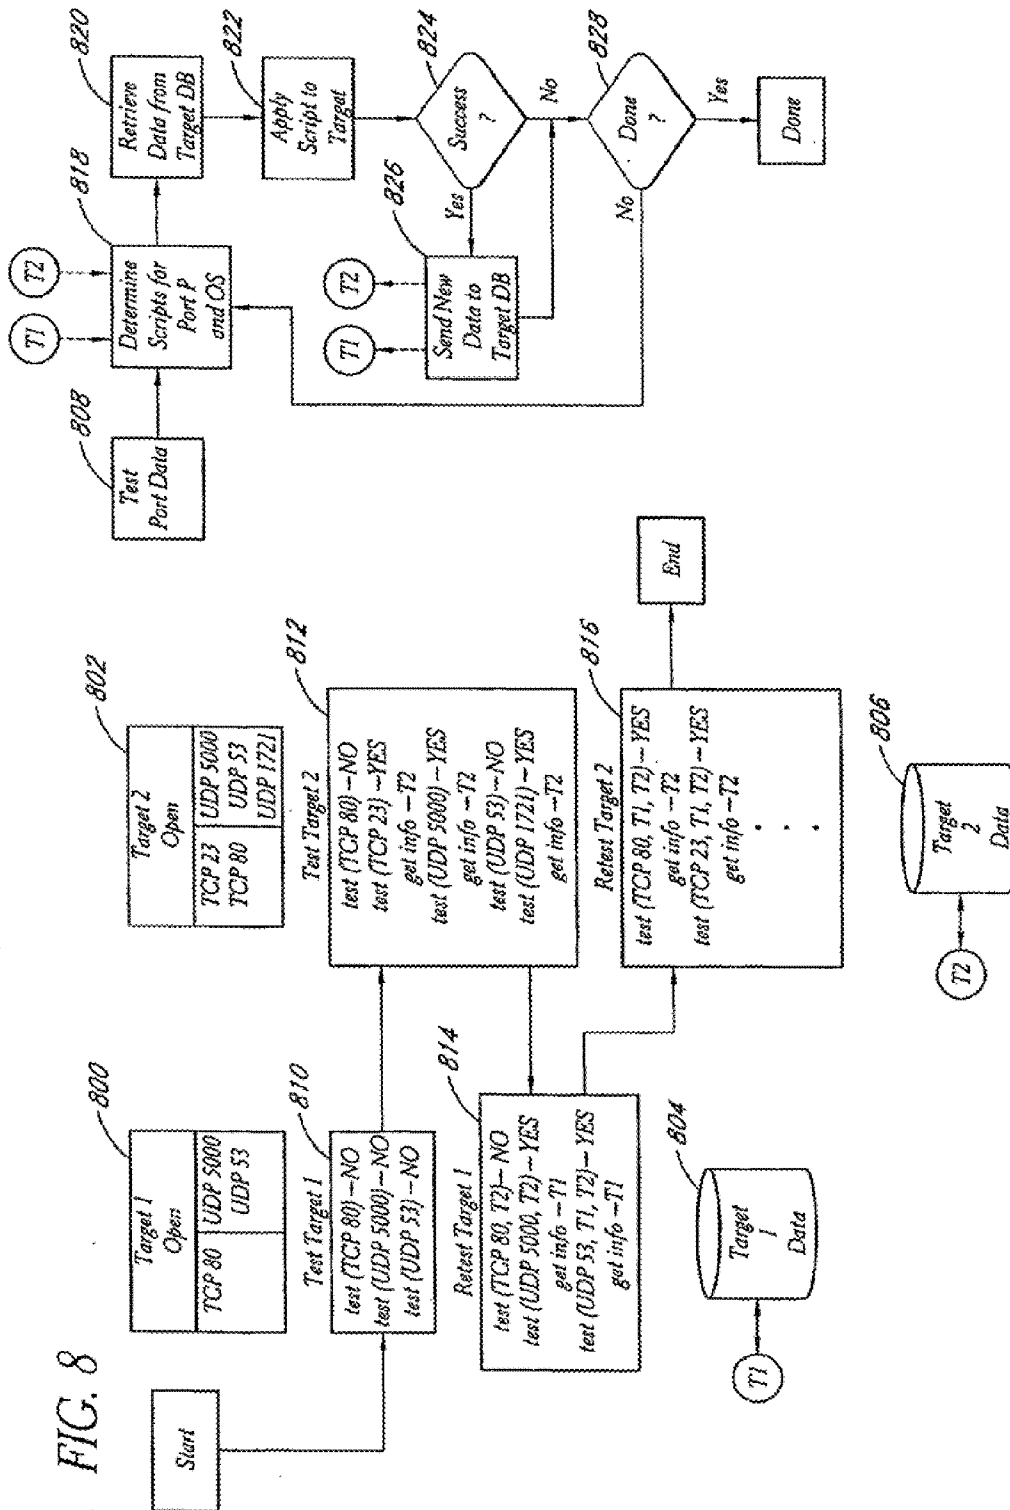 FIG. 8
Start
800
Target 1
Open
TCP 80
UDP 5000
UDP 53
802
Target 2
Open
TCP 23
TCP 80
UDP 5000
UDP 53
UDP 1721
810
Test Target 1
test (TCP 80) – NO
test (UDP 5000) – NO
test (UDP 53) – NO
812
Test Target 2
test (TCP 80) – NO
test (TCP 23) – YES
get info – T2
test (UDP 5000) – YES
get info – T2
test (UDP 53) – NO
test (UDP 1721) – YES
get info – T2
814
Retest Target 1
test (TCP 80, T2) – NO
test (UDP 5000, T2) – YES
get info – T1
test (UDP 53, T1, T2) – YES
get info – T1
816
Retest Target 2
test (TCP 80, T1, T2) – YES
get info – T2
test (TCP 23, T1, T2) – YES
get info – T2
.
.
.
End
T1
804
Target
1
Data
T2
806
Target
2
Data
808
Test
Port Data
T1
T2
818
Determine
Scripts for
Port P
and OS
820
Retrieve
Data from
Target DB
822
Apply
Script to
Target
824
Success
?
Yes
No
826
T1
T2
Send New
Data to
Target DB
828
Done
?
No
Yes
Done